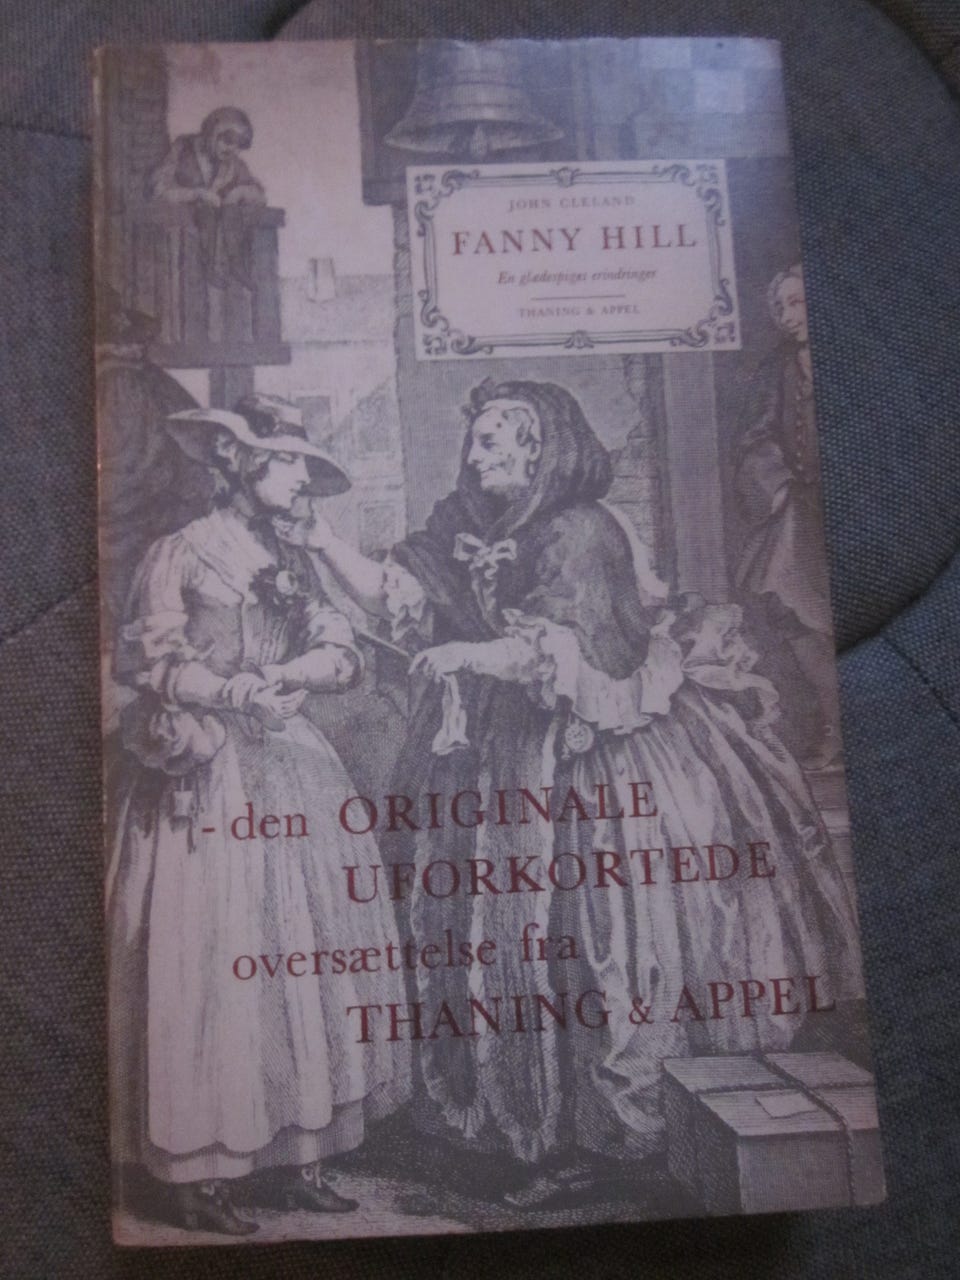 JOHN CLELAND
FANNY HILL
En glædespiges erindringer
THANING & APPEL
- den ORIGINALE
UFORKORTEDE
oversættelse fra
THANING & APPEL